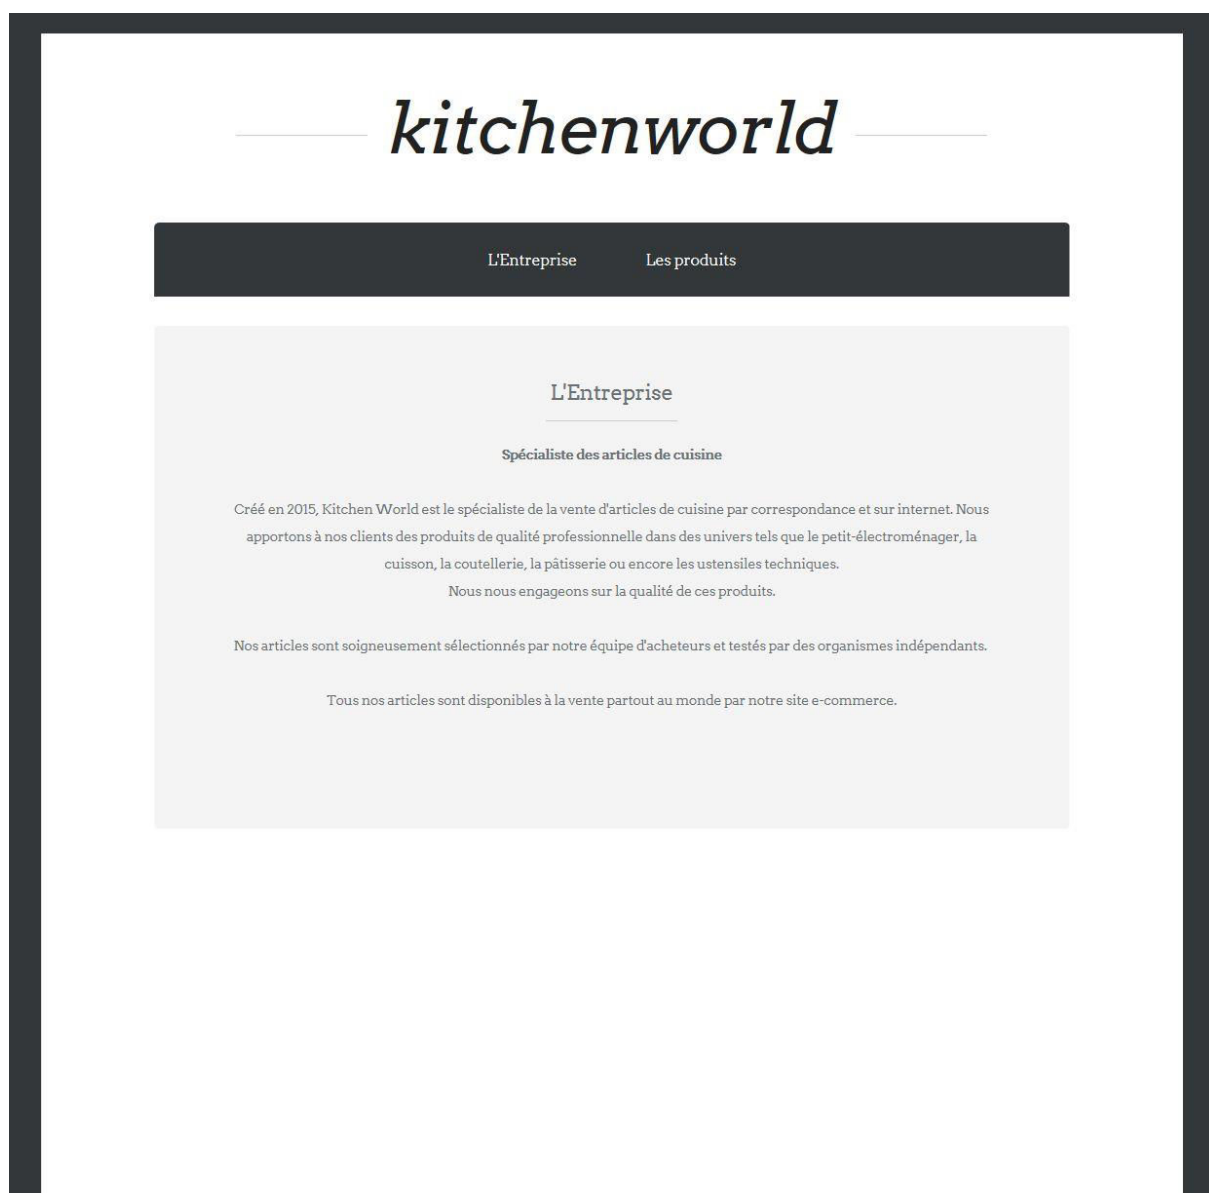 kitchenworld
L'Entreprise Les produits
L'Entreprise
Spécialiste des articles de cuisine
Créé en 2015, Kitchen World est le spécialiste de la vente d'articles de cuisine par correspondance et sur internet. Nous
apportons à nos clients des produits de qualité professionnelle dans des univers tels que le petit-électroménager, la
cuisson, la coutellerie, la pâtisserie ou encore les ustensiles techniques.
Nous nous engageons sur la qualité de ces produits.
Nos articles sont soigneusement sélectionnés par notre équipe d'acheteurs et testés par des organismes indépendants.
Tous nos articles sont disponibles à la vente partout au monde par notre site e-commerce.